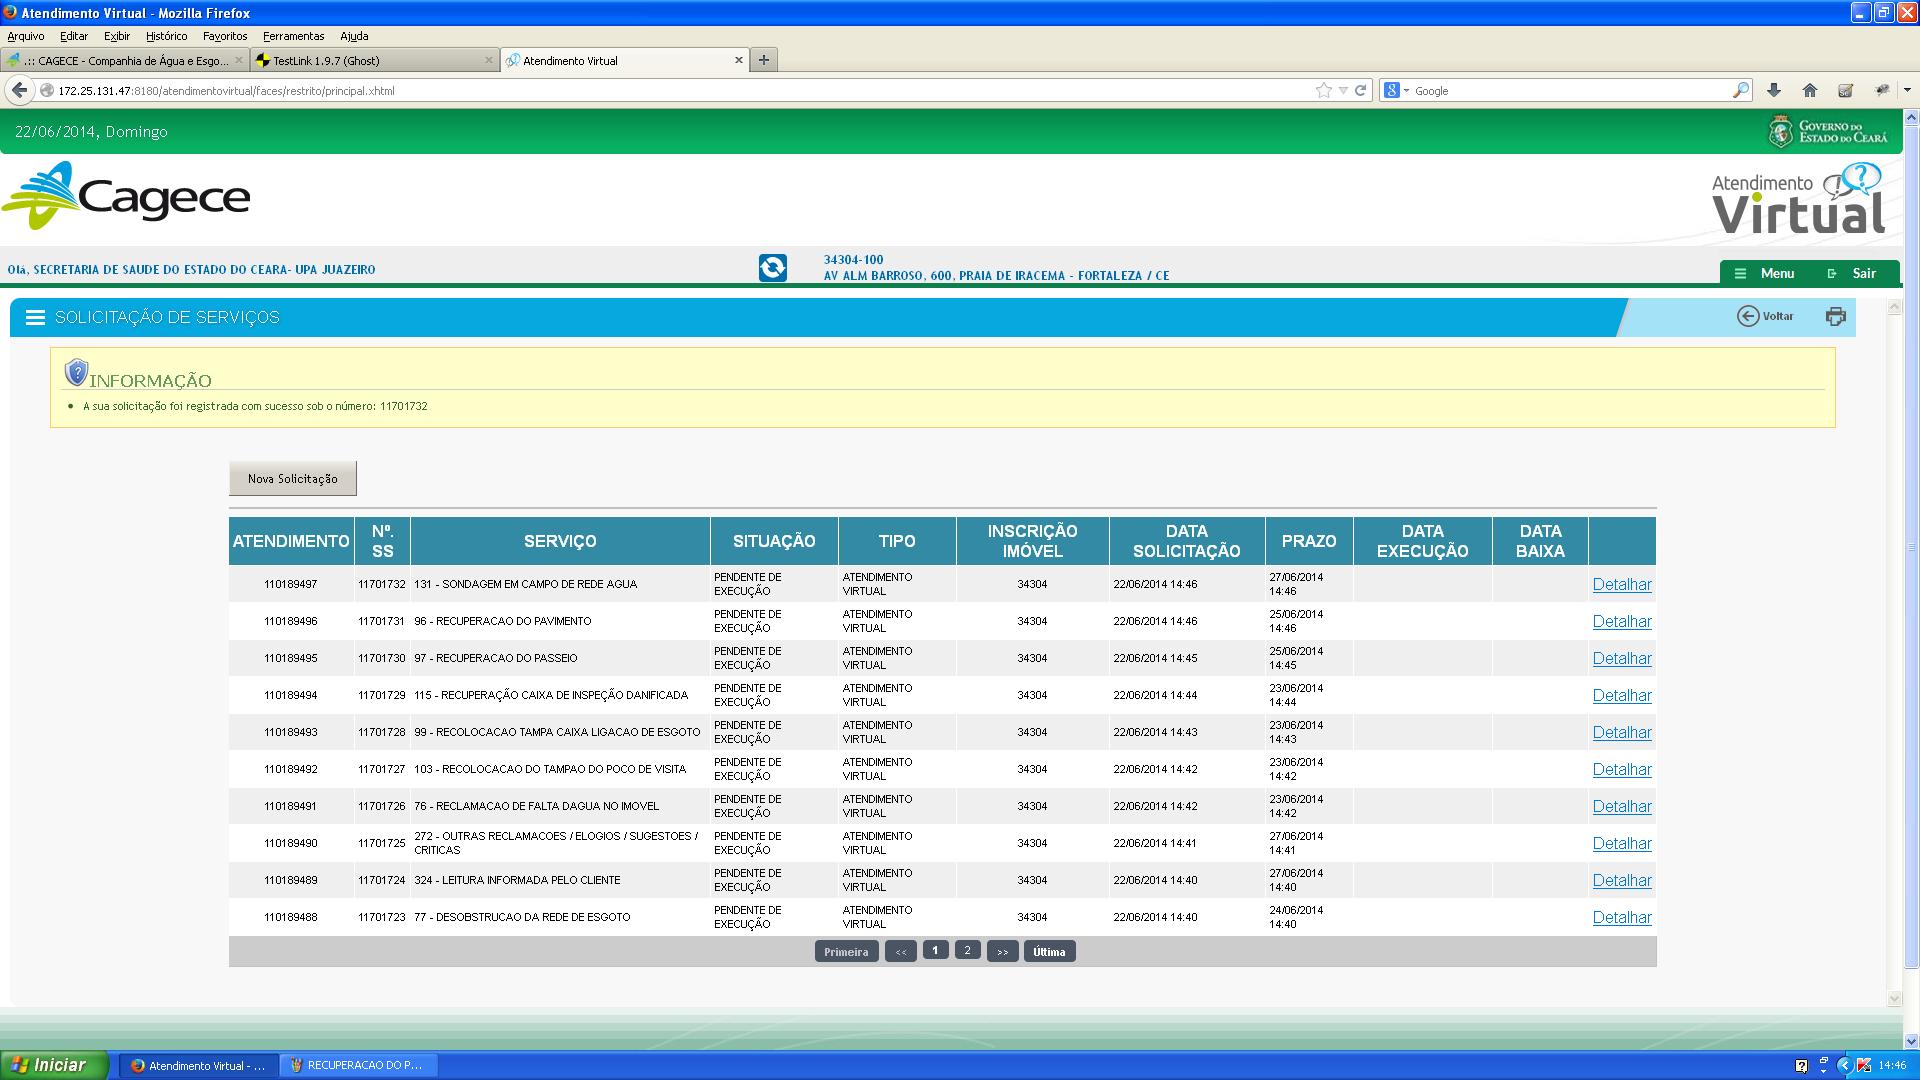 Atendimento Virtual - Mozilla Firefox
Arquivo Editar Exibir Histórico Favoritos Ferramentas Ajuda
.:: CAGECE - Companhia de Água e Esgo... TestLink 1.9.7 (Ghost) Atendimento Virtual
172.25.131.47:8180/atendimentovirtual/faces/restrito/principal.xhtml Google
22/06/2014, Domingo
GOVERNO DO
ESTADO DO CEARÁ
Cagece
Atendimento
Virtual
Olá, SECRETARIA DE SAUDE DO ESTADO DO CEARA- UPA JUAZEIRO
34304-100
AV ALM BARROSO, 600, PRAIA DE IRACEMA - FORTALEZA / CE
Menu Sair
SOLICITAÇÃO DE SERVIÇOS
Voltar
INFORMAÇÃO
A sua solicitação foi registrada com sucesso sob o número: 11701732
Nova Solicitação
ATENDIMENTO Nº. SS SERVIÇO SITUAÇÃO TIPO INSCRIÇÃO IMÓVEL DATA SOLICITAÇÃO PRAZO DATA EXECUÇÃO DATA BAIXA
110189497 11701732 131 - SONDAGEM EM CAMPO DE REDE AGUA PENDENTE DE EXECUÇÃO ATENDIMENTO VIRTUAL 34304 22/06/2014 14:46 27/06/2014 14:46 Detalhar
110189496 11701731 96 - RECUPERACAO DO PAVIMENTO PENDENTE DE EXECUÇÃO ATENDIMENTO VIRTUAL 34304 22/06/2014 14:46 25/06/2014 14:46 Detalhar
110189495 11701730 97 - RECUPERACAO DO PASSEIO PENDENTE DE EXECUÇÃO ATENDIMENTO VIRTUAL 34304 22/06/2014 14:45 25/06/2014 14:45 Detalhar
110189494 11701729 115 - RECUPERAÇÃO CAIXA DE INSPEÇÃO DANIFICADA PENDENTE DE EXECUÇÃO ATENDIMENTO VIRTUAL 34304 22/06/2014 14:44 23/06/2014 14:44 Detalhar
110189493 11701728 99 - RECOLOCACAO TAMPA CAIXA LIGACAO DE ESGOTO PENDENTE DE EXECUÇÃO ATENDIMENTO VIRTUAL 34304 22/06/2014 14:43 23/06/2014 14:43 Detalhar
110189492 11701727 103 - RECOLOCACAO DO TAMPAO DO POCO DE VISITA PENDENTE DE EXECUÇÃO ATENDIMENTO VIRTUAL 34304 22/06/2014 14:42 23/06/2014 14:42 Detalhar
110189491 11701726 76 - RECLAMACAO DE FALTA DAGUA NO IMOVEL PENDENTE DE EXECUÇÃO ATENDIMENTO VIRTUAL 34304 22/06/2014 14:42 23/06/2014 14:42 Detalhar
110189490 11701725 272 - OUTRAS RECLAMACOES / ELOGIOS / SUGESTOES / CRITICAS PENDENTE DE EXECUÇÃO ATENDIMENTO VIRTUAL 34304 22/06/2014 14:41 27/06/2014 14:41 Detalhar
110189489 11701724 324 - LEITURA INFORMADA PELO CLIENTE PENDENTE DE EXECUÇÃO ATENDIMENTO VIRTUAL 34304 22/06/2014 14:40 27/06/2014 14:40 Detalhar
110189488 11701723 77 - DESOBSTRUCAO DA REDE DE ESGOTO PENDENTE DE EXECUÇÃO ATENDIMENTO VIRTUAL 34304 22/06/2014 14:40 24/06/2014 14:40 Detalhar
Primeira << 1 2 >> Última
Iniciar Atendimento Virtual - ... RECUPERACAO DO P... 14:46